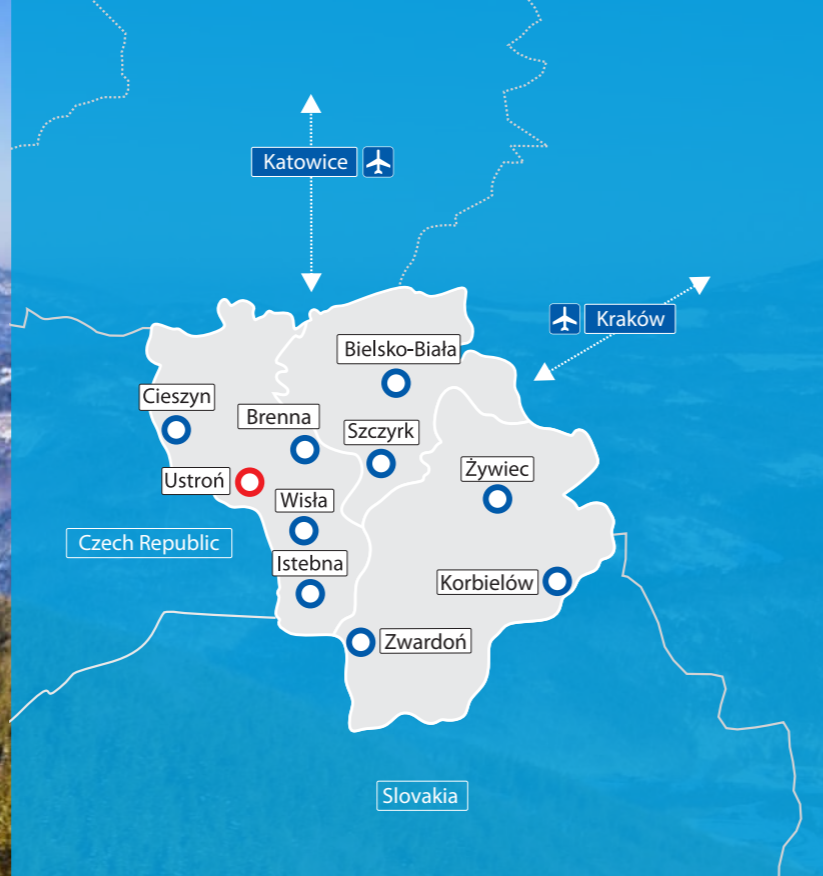 Katowice
Kraków
Bielsko-Biała
Cieszyn
Brenna
Szczyrk
Żywiec
Ustroń
Wisła
Czech Republic
Istebna
Korbielów
Zwardoń
Slovakia